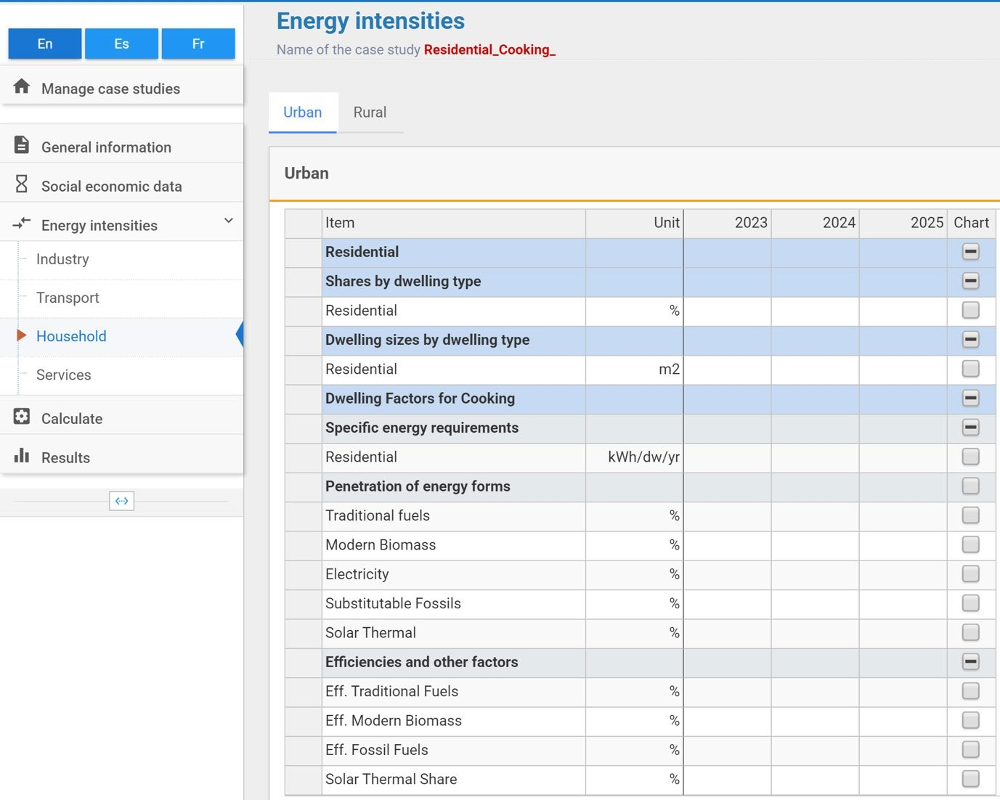 Energy intensities
Name of the case study Residential_Cooking_
En Es Fr
Manage case studies
General information
Social economic data
Energy intensities
Industry
Transport
Household
Services
Calculate
Results
Urban Rural
Urban
Item Unit 2023 2024 2025 Chart
Residential
Shares by dwelling type
Residential %
Dwelling sizes by dwelling type
Residential m2
Dwelling Factors for Cooking
Specific energy requirements
Residential kWh/dw/yr
Penetration of energy forms
Traditional fuels %
Modern Biomass %
Electricity %
Substitutable Fossils %
Solar Thermal %
Efficiencies and other factors
Eff. Traditional Fuels %
Eff. Modern Biomass %
Eff. Fossil Fuels %
Solar Thermal Share %